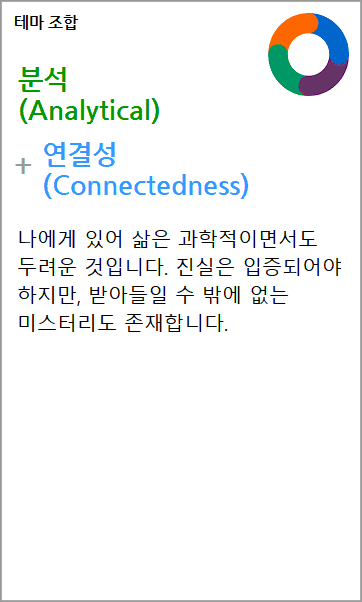 테마 조합
분석
(Analytical)
+ 연결성
(Connectedness)
나에게 있어 삶은 과학적이면서도
두려운 것입니다. 진실은 입증되어야
하지만, 받아들일 수 밖에 없는
미스터리도 존재합니다.